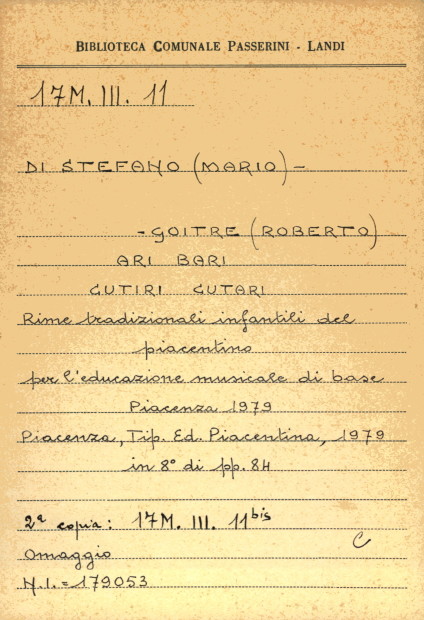 BIBLIOTECA COMUNALE PASSERINI - LANDI
17M. III. 11
DI STEFANO (MARIO) -
- GOITRE (ROBERTO)
ARI BARI
GUTIRI GUTARI
Rime tradizionali infantili del
piacentino
per l'educazione musicale di base
Piacenza 1979
Piacenza, Tip. Ed. Piacentina, 1979
in 8° di pp. 84
2ª copia: 17M. III. 11bis
C
Omaggio
N.I. = 179053